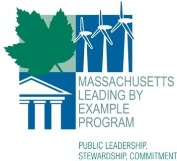 MASSACHUSETTS
LEADING BY
EXAMPLE
PROGRAM
PUBLIC LEADERSHIP,
STEWARDSHIP, COMMITMENT